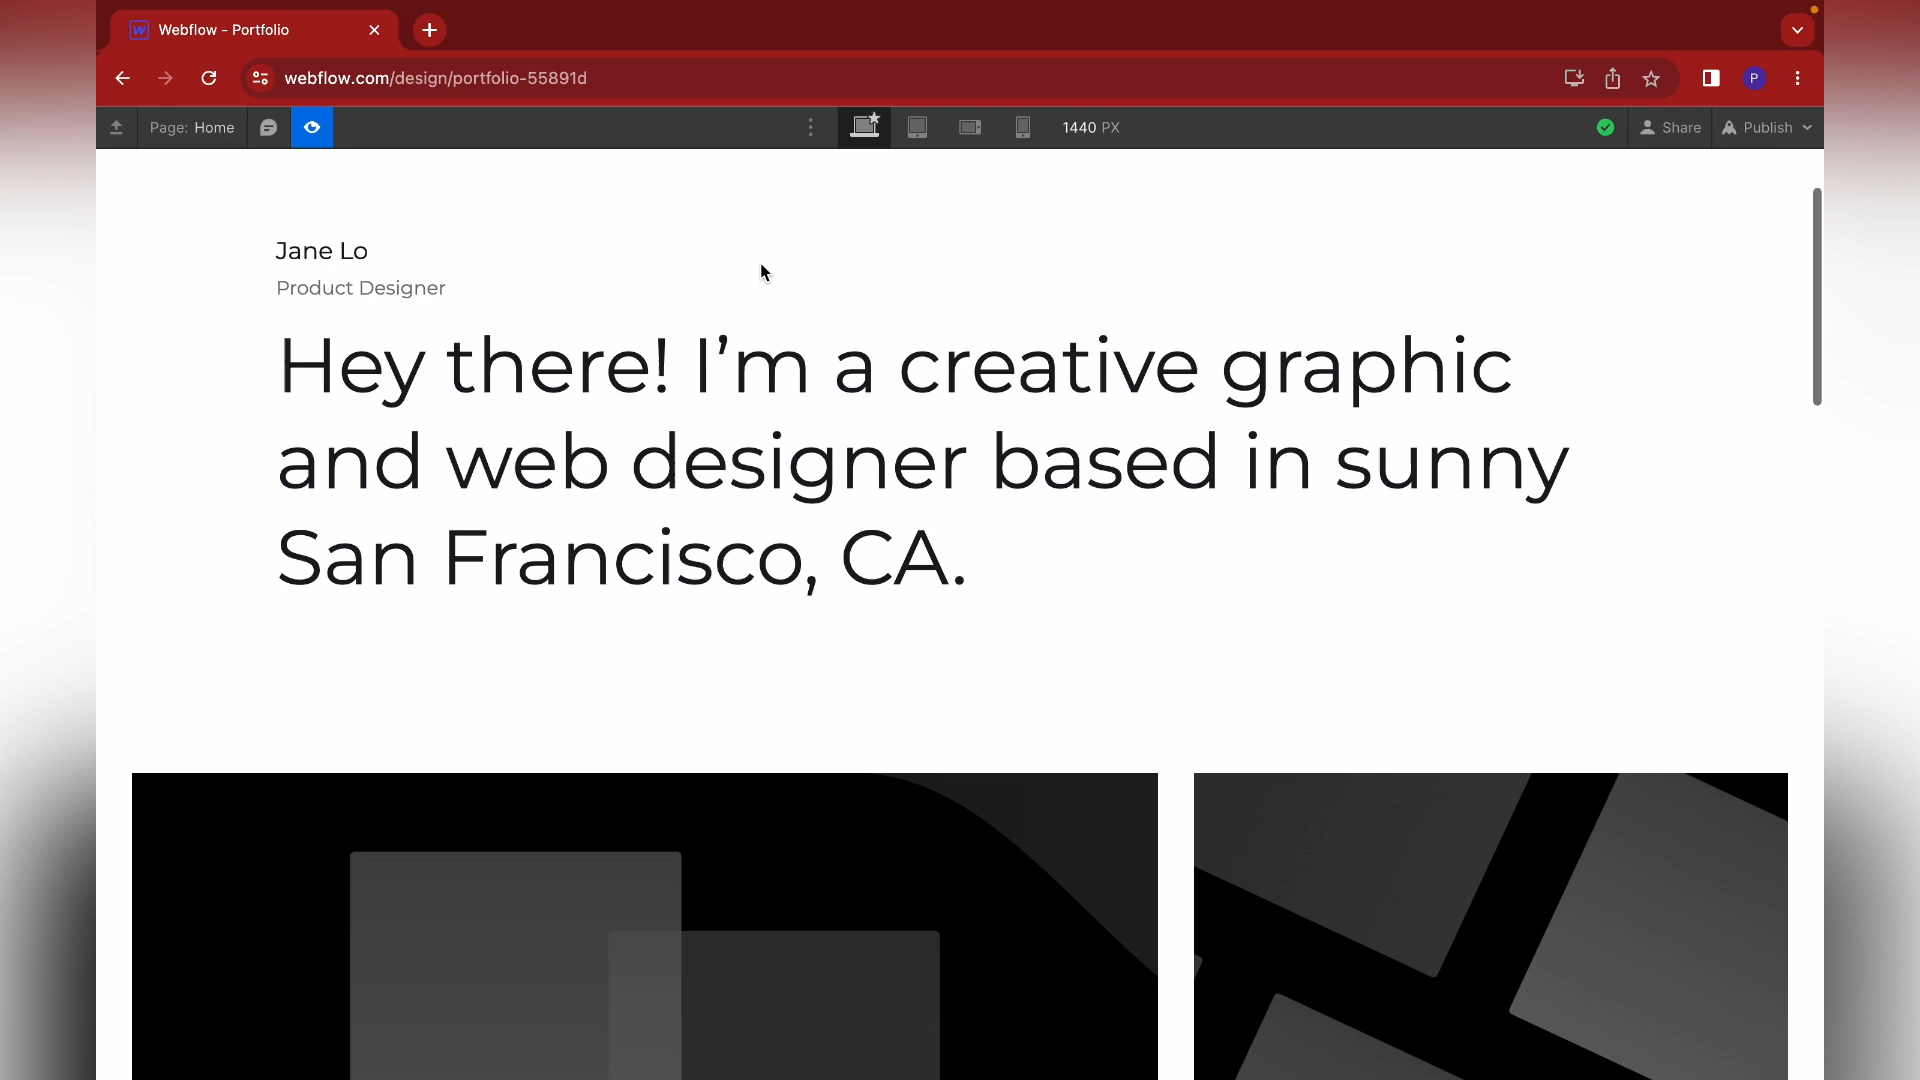 Webflow - Portfolio
webflow.com/design/portfolio-55891d
P
Page: Home
1440 PX
Share
Publish
Jane Lo
Product Designer
Hey there! I’m a creative graphic
and web designer based in sunny
San Francisco, CA.